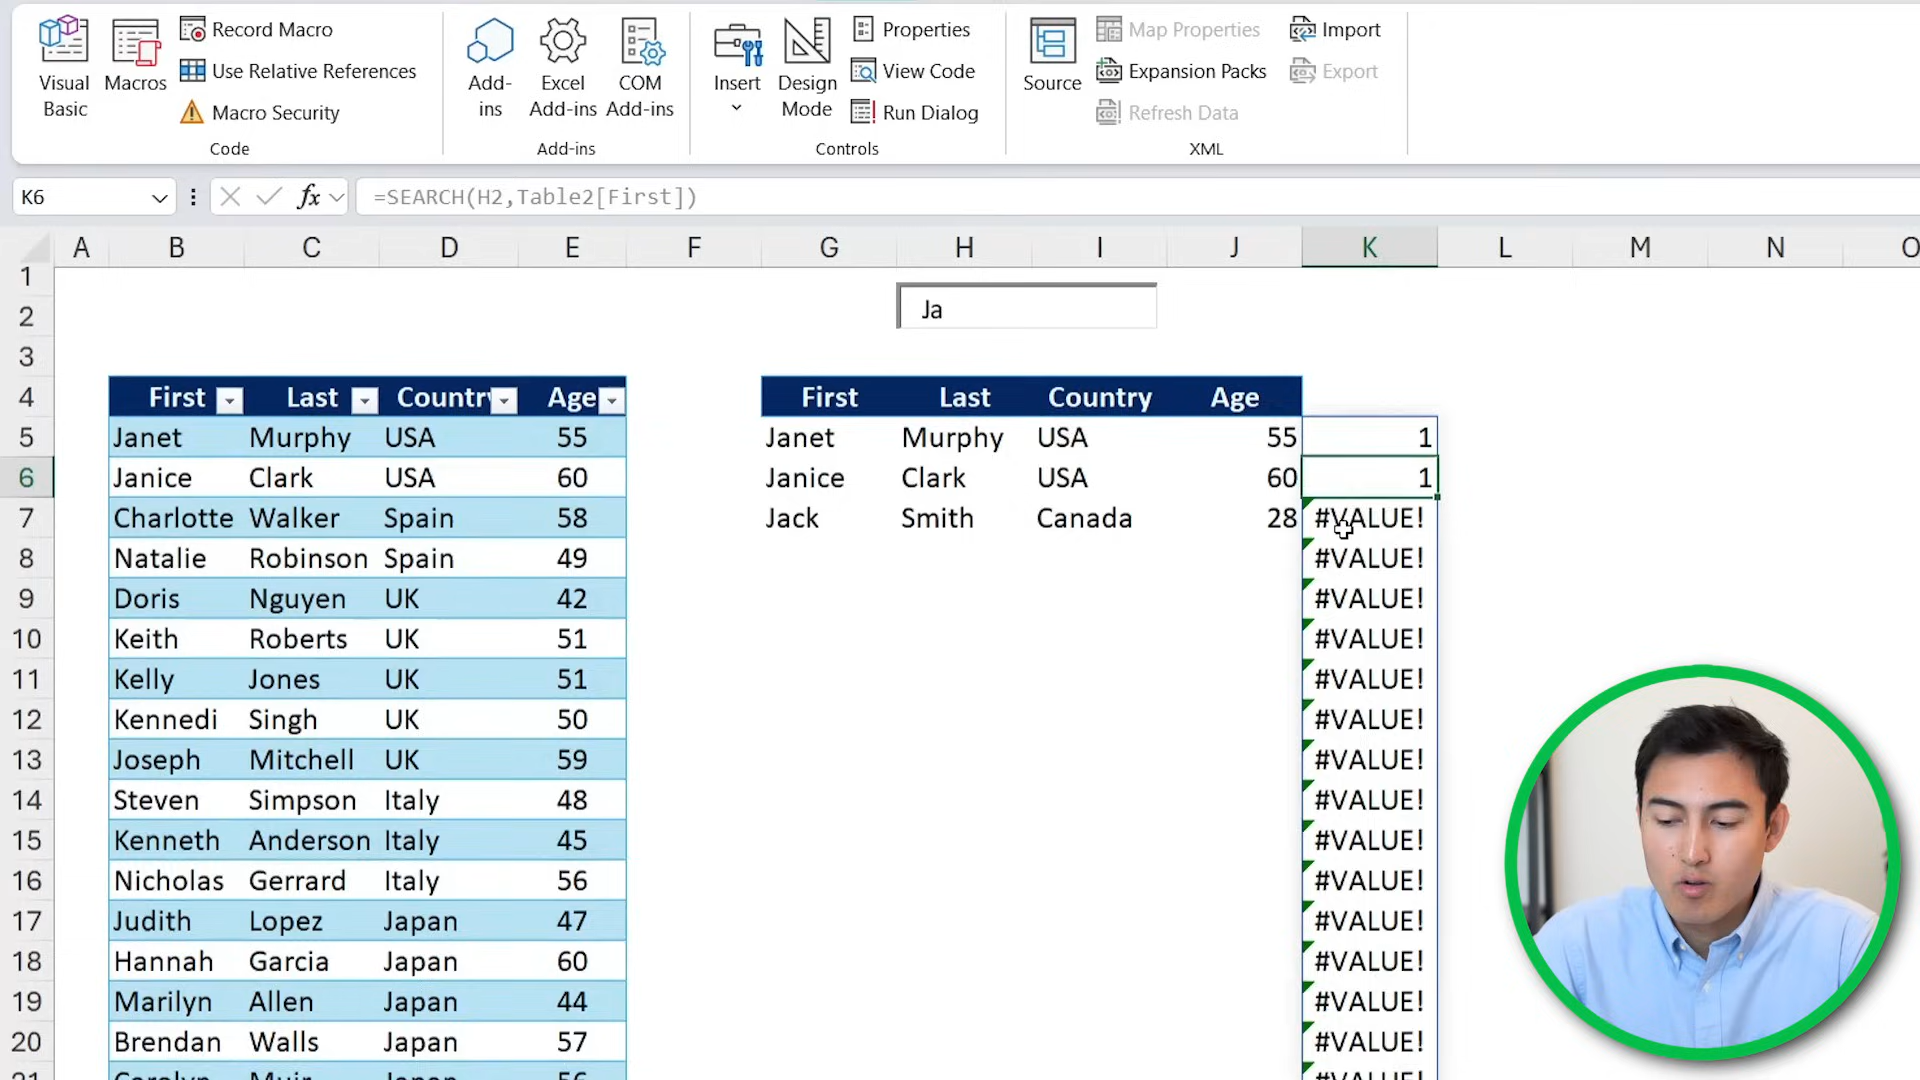 Visual Basic
Macros
Record Macro
Use Relative References
Macro Security
Code
Add-ins
Excel Add-ins
COM Add-ins
Add-ins
Insert
Design Mode
Properties
View Code
Run Dialog
Controls
Source
Map Properties
Expansion Packs
Refresh Data
Import
Export
XML
K6 fx =SEARCH(H2,Table2[First])
A B C D E F G H I J K L M N O
1
2 Ja
3
4 First Last Country Age First Last Country Age
5 Janet Murphy USA 55 Janet Murphy USA 55 1
6 Janice Clark USA 60 Janice Clark USA 60 1
7 Charlotte Walker Spain 58 Jack Smith Canada 28 #VALUE!
8 Natalie Robinson Spain 49 #VALUE!
9 Doris Nguyen UK 42 #VALUE!
10 Keith Roberts UK 51 #VALUE!
11 Kelly Jones UK 51 #VALUE!
12 Kennedi Singh UK 50 #VALUE!
13 Joseph Mitchell UK 59 #VALUE!
14 Steven Simpson Italy 48 #VALUE!
15 Kenneth Anderson Italy 45 #VALUE!
16 Nicholas Gerrard Italy 56 #VALUE!
17 Judith Lopez Japan 47 #VALUE!
18 Hannah Garcia Japan 60 #VALUE!
19 Marilyn Allen Japan 44 #VALUE!
20 Brendan Walls Japan 57 #VALUE!